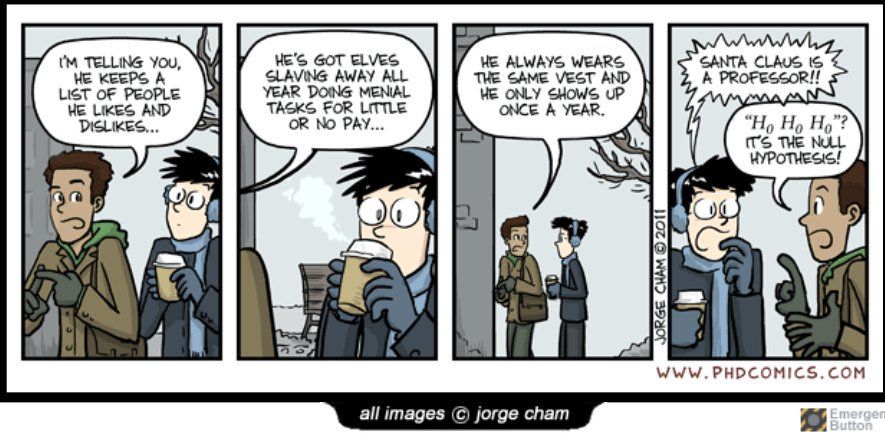 I'M TELLING YOU,
HE KEEPS A
LIST OF PEOPLE
HE LIKES AND
DISLIKES...
HE'S GOT ELVES
SLAVING AWAY ALL
YEAR DOING MENIAL
TASKS FOR LITTLE
OR NO PAY...
HE ALWAYS WEARS
THE SAME VEST AND
HE ONLY SHOWS UP
ONCE A YEAR.
JORGE CHAM © 2011
SANTA CLAUS IS
A PROFESSOR!!
"H₀ H₀ H₀"?
IT'S THE NULL
HYPOTHESIS!
WWW.PHDCOMICS.COM
all images © jorge cham
Emergen
Button